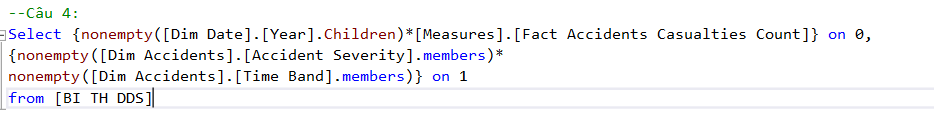 --Câu 4:
Select {nonempty([Dim Date].[Year].Children)*[Measures].[Fact Accidents Casualties Count]} on 0,
{nonempty([Dim Accidents].[Accident Severity].members)*
nonempty([Dim Accidents].[Time Band].members)} on 1
from [BI TH DDS]